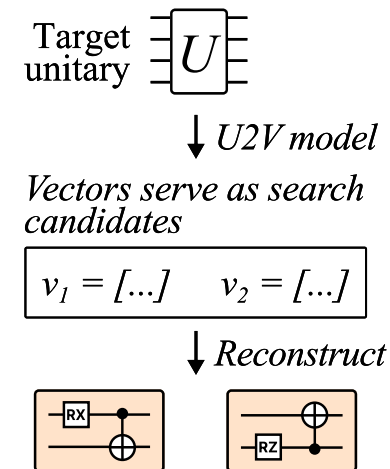 Target
unitary
U
U2V model
Vectors serve as search
candidates
v1 = [...] v2 = [...]
Reconstruct
RX
RZ